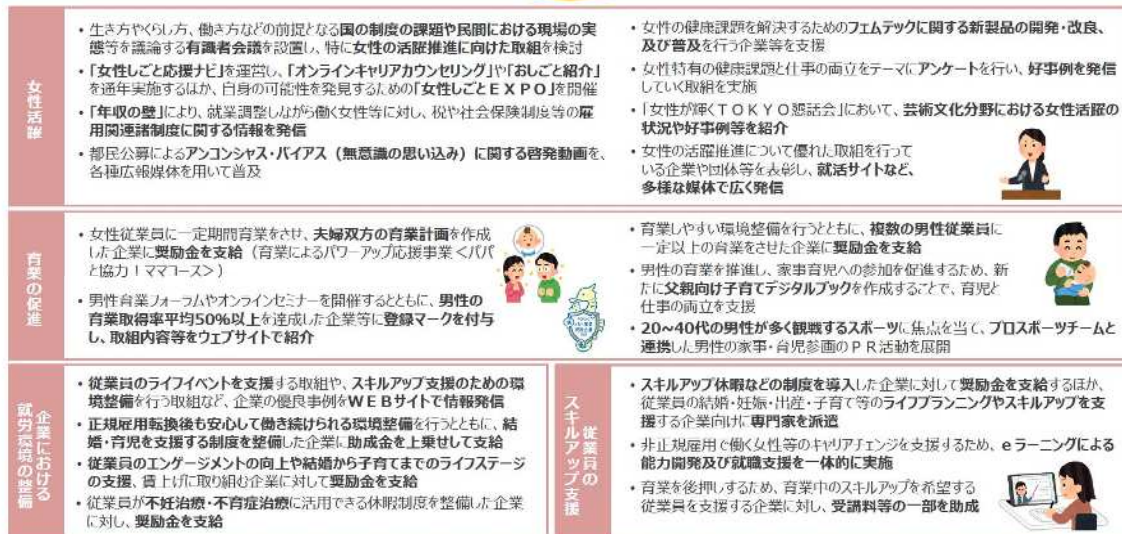 女性活躍
・生き方やくらし方、働き方などの前提となる国の制度の課題や民間における現場の実
態等を議論する有識者会議を設置し、特に女性の活躍推進に向けた取組を検討
・「女性しごと応援ナビ」を運営し、「オンラインキャリアカウンセリング」や「おしごと紹介」
を通年実施するほか、自身の可能性を発見するための「女性しごとEXPO」を開催
・「年収の壁」により、就業調整しながら働く女性等に対し、税や社会保険制度等の雇
用関連諸制度に関する情報を発信
・都民公募によるアンコンシャス・バイアス（無意識の思い込み）に関する啓発動画を、
各種広報媒体を用いて普及
・女性の健康課題を解決するためのフェムテックに関する新製品の開発・改良、
及び普及を行う企業等を支援
・女性特有の健康課題と仕事の両立をテーマにアンケートを行い、好事例を発信
していく取組を実施
・「女性が輝くTOKYO懇話会」において、芸術文化分野における女性活躍の
状況や好事例等を紹介
・女性の活躍推進について優れた取組を行って
いる企業や団体等を表彰し、就活サイトなど、
多様な媒体で広く発信
育業の促進
・女性従業員に一定期間育業をさせ、夫婦双方の育業計画を作成
した企業に奨励金を支給（育業によるパワーアップ応援事業＜パパ
と協力！ママコース＞）
・男性育業フォーラムやオンラインセミナーを開催するとともに、男性の
育業取得率平均50％以上を達成した企業等に登録マークを付与
し、取組内容等をウェブサイトで紹介
・育業しやすい環境整備を行うとともに、複数の男性従業員に
一定以上の育業をさせた企業に奨励金を支給
・男性の育業を推進し、家事育児への参加を促進するため、新
たに父親向け子育てデジタルブックを作成することで、育児と
仕事の両立を支援
・20～40代の男性が多く観戦するスポーツに焦点を当て、プロスポーツチームと
連携した男性の家事・育児参画のPR活動を展開
企業における
就労環境の整備
・従業員のライフイベントを支援する取組や、スキルアップ支援のための環
境整備を行う取組など、企業の優良事例をWEBサイトで情報発信
・正規雇用転換後も安心して働き続けられる環境整備を行うとともに、結
婚・育児を支援する制度を整備した企業に助成金を上乗せして支給
・従業員のエンゲージメントの向上や結婚から子育てまでのライフステージ
の支援、賃上げに取り組む企業に対して奨励金を支給
・従業員が不妊治療・不育症治療に活用できる休暇制度を整備した企業
に対し、奨励金を支給
従業員の
スキルアップ支援
・スキルアップ休暇などの制度を導入した企業に対して奨励金を支給するほか、
従業員の結婚・妊娠・出産・子育て等のライフプランニングやスキルアップを支
援する企業向けに専門家を派遣
・非正規雇用で働く女性等のキャリアチェンジを支援するため、eラーニングによる
能力開発及び就職支援を一体的に実施
・育業を後押しするため、育業中のスキルアップを希望する
従業員を支援する企業に対し、受講料等の一部を助成